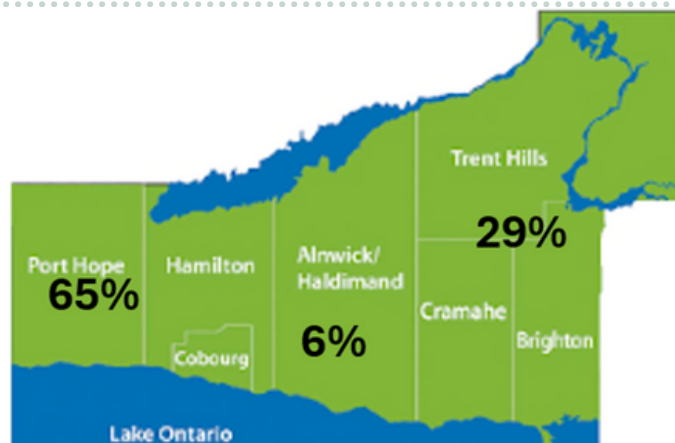 Trent Hills
29%
Port Hope
65%
Hamilton
Alnwick/
Haldimand
6%
Cramahe
Cobourg
Brighton
Lake Ontario